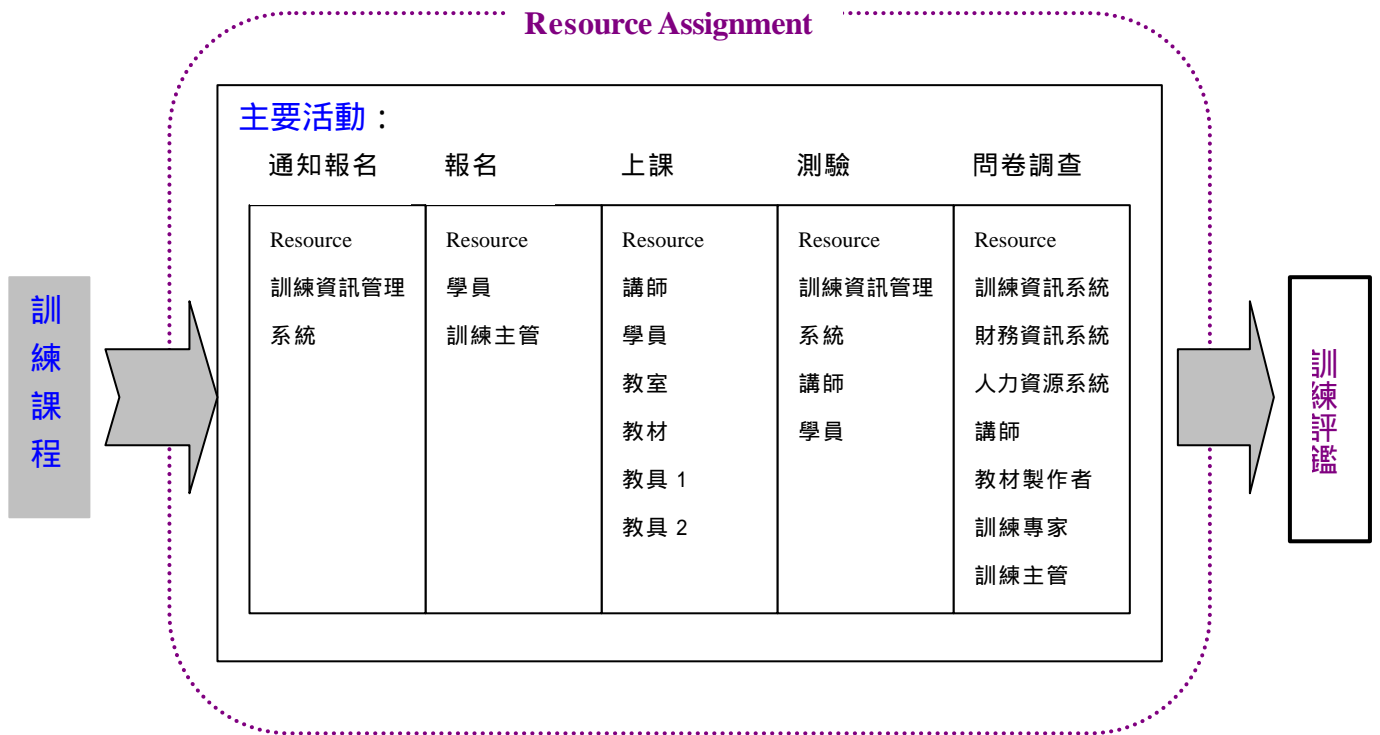 Resource Assignment
主要活動：
通知報名
報名
上課
測驗
問卷調查
Resource
訓練資訊管理
系統
Resource
學員
訓練主管
Resource
講師
學員
教室
教材
教具 1
教具 2
Resource
訓練資訊管理
系統
講師
學員
Resource
訓練資訊系統
財務資訊系統
人力資源系統
講師
教材製作者
訓練專家
訓練主管
訓練課程
訓練評鑑